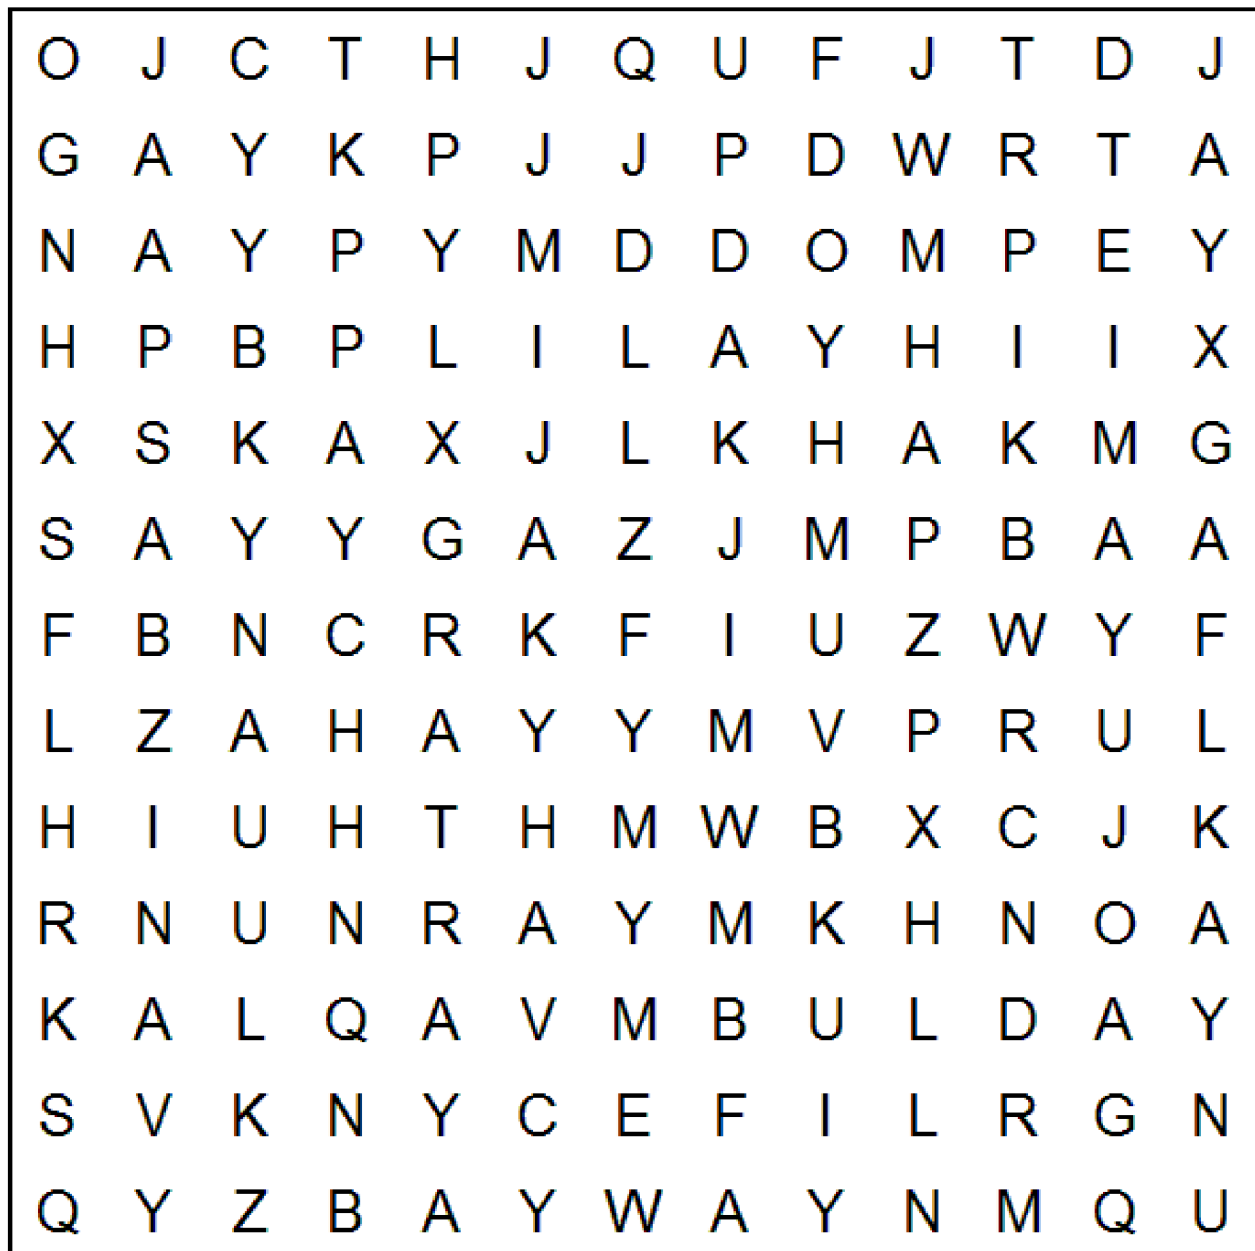 O J C T H J Q U F J T D J
G A Y K P J J P D W R T A
N A Y P Y M D D O M P E Y
H P B P L I L A Y H I I X
X S K A X J L K H A K M G
S A Y Y G A Z J M P B A A
F B N C R K F I U Z W Y F
L Z A H A Y Y M V P R U L
H I U H T H M W B X C J K
R N U N R A Y M K H N O A
K A L Q A V M B U L D A Y
S V K N Y C E F I L R G N
Q Y Z B A Y W A Y N M Q U